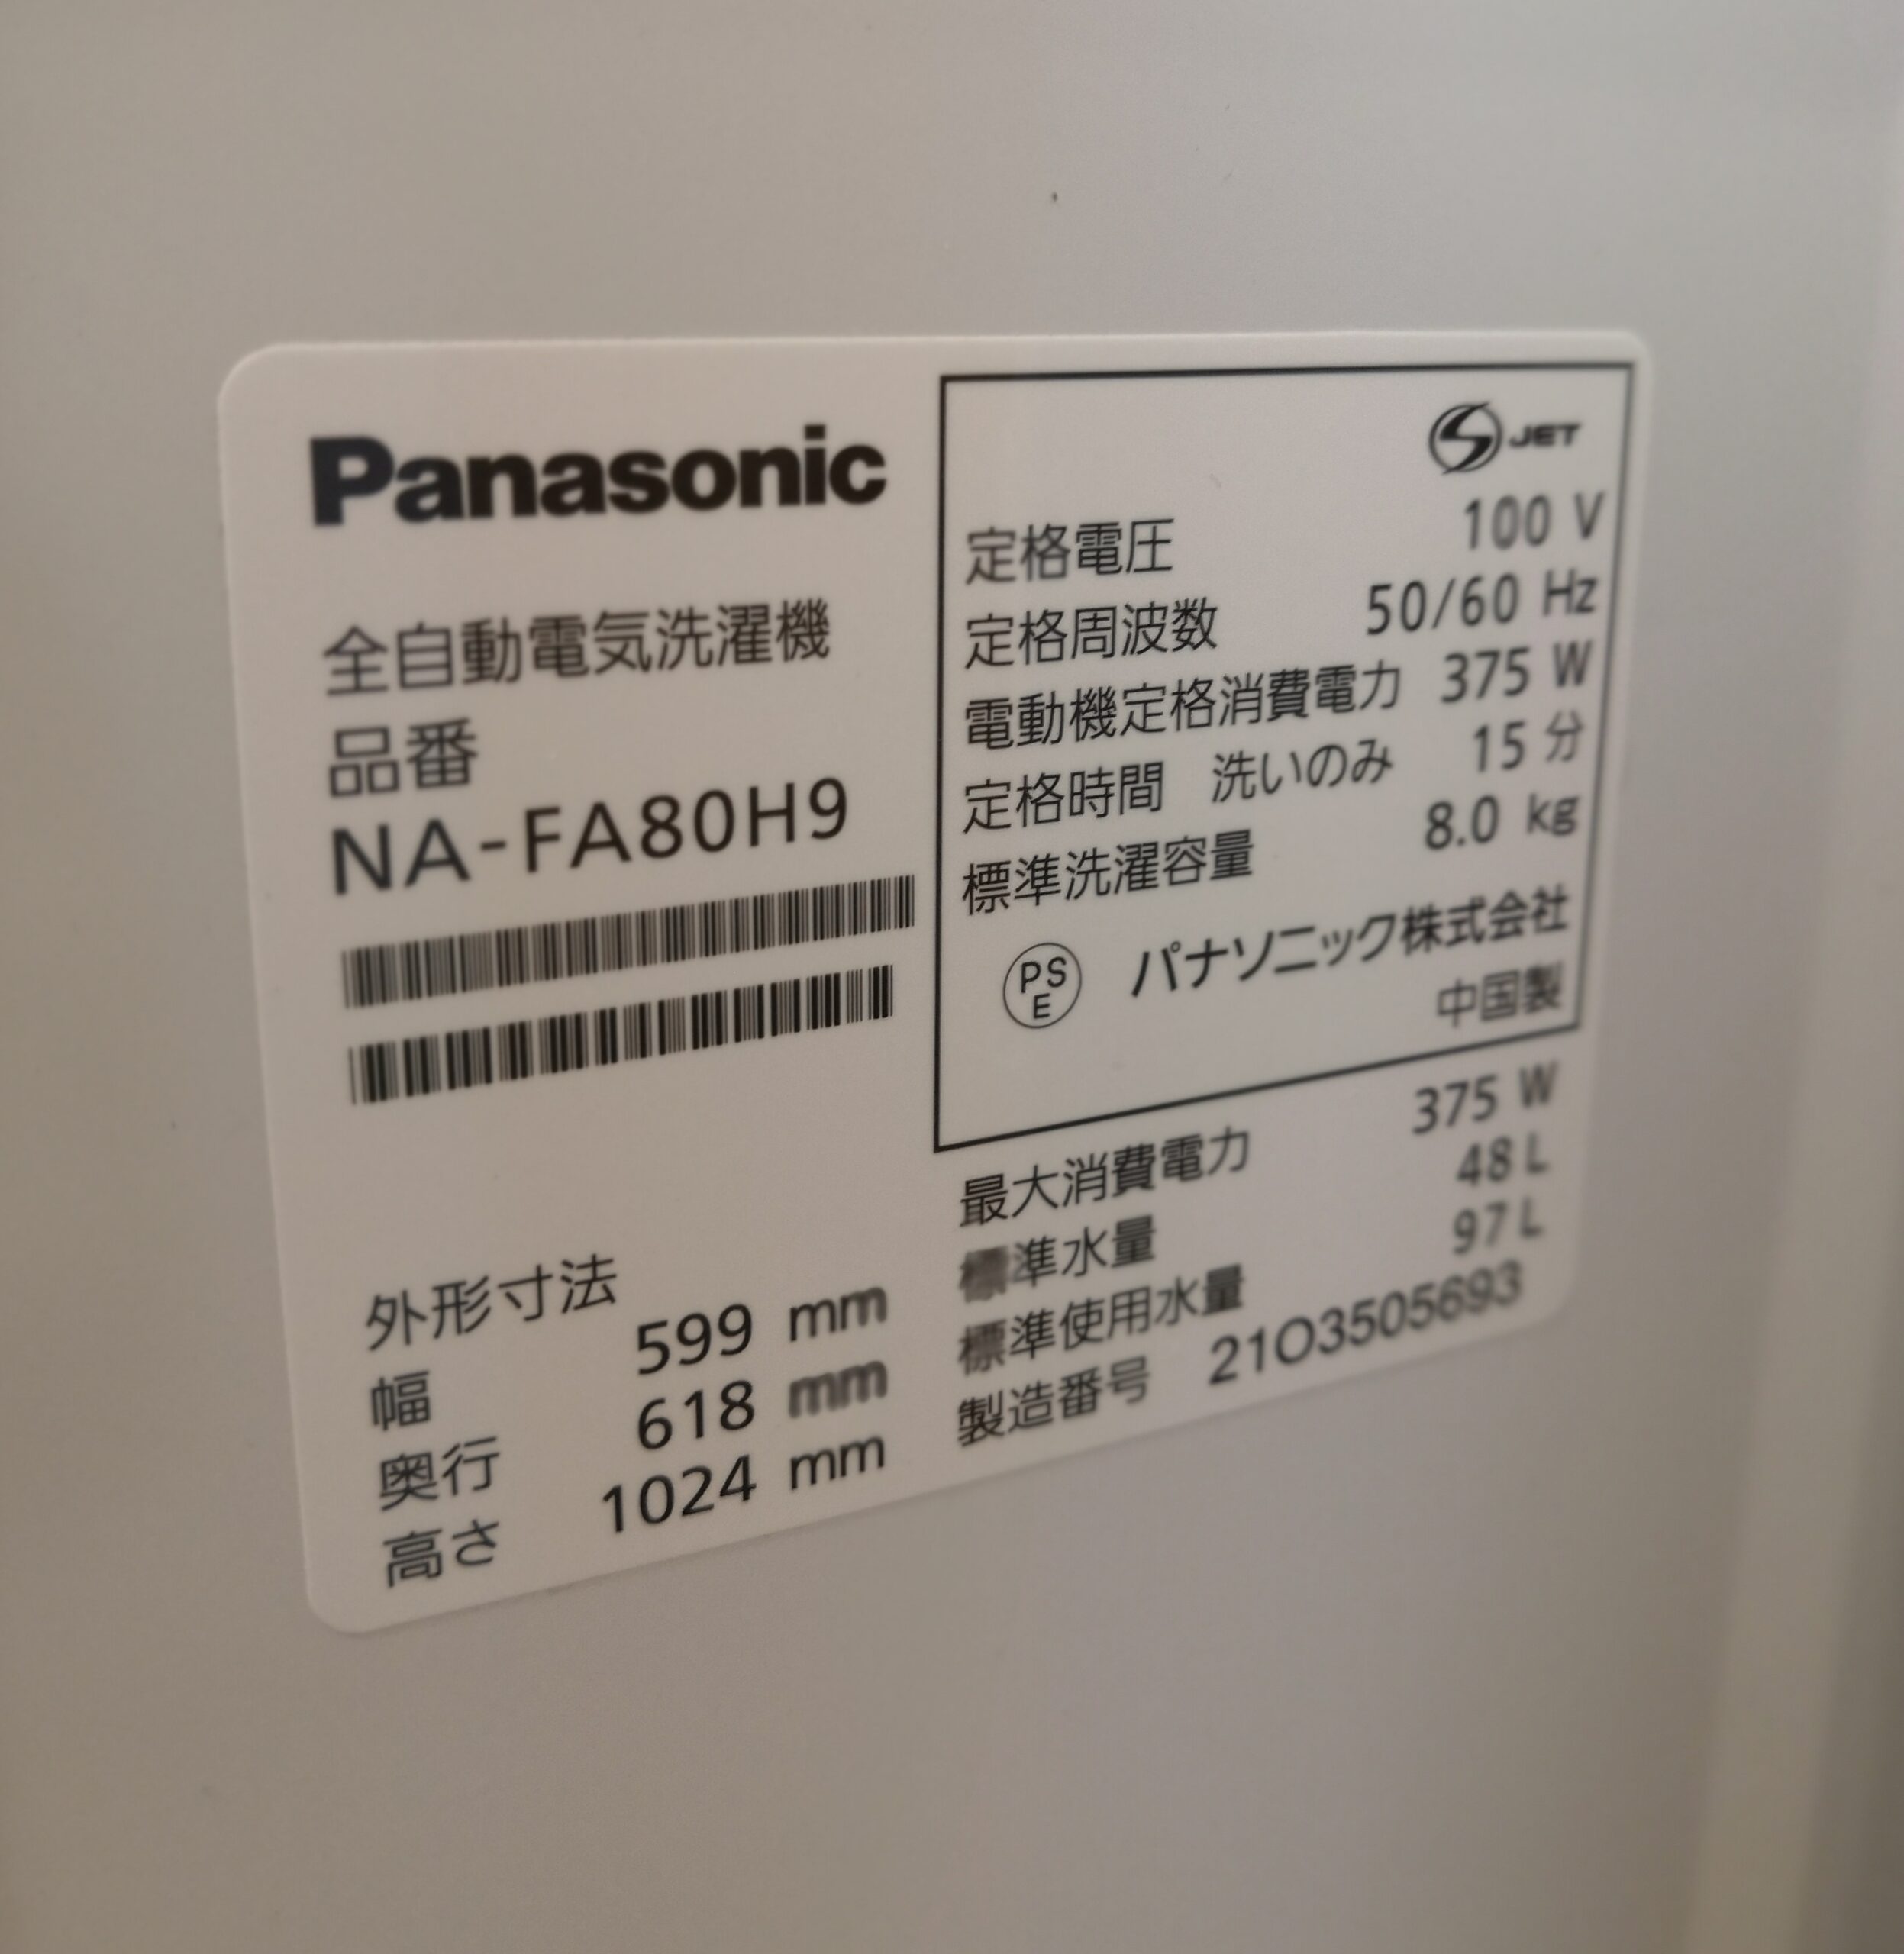 Panasonic
全自動電気洗濯機
品番
NA-FA80H9
外形寸法
幅 599 mm
奥行 618 mm
高さ 1024 mm
S JET
定格電圧 100 V
定格周波数 50/60 Hz
電動機定格消費電力 375 W
定格時間 洗いのみ 15 分
標準洗濯容量 8.0 kg
PS
E
パナソニック株式会社
中国製
最大消費電力 375 W
標準水量 48 L
標準使用水量 97 L
製造番号 21O3505693